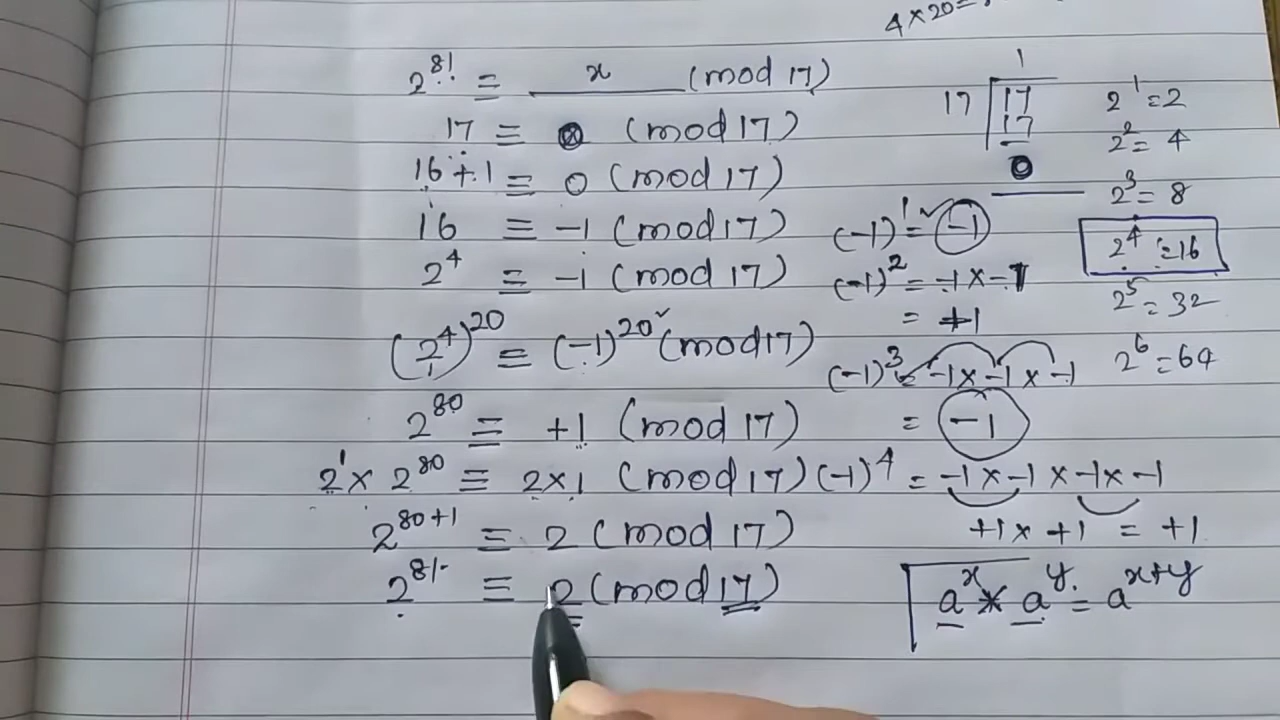 4 × 20 =
2^81 ≡ x (mod 17)
17 ≡ 0 (mod 17)
16 + 1 ≡ 0 (mod 17)
16 ≡ -1 (mod 17)
2^4 ≡ -1 (mod 17)
(2^4)^20 ≡ (-1)^20 (mod 17)
2^80 ≡ +1 (mod 17)
2^1 × 2^80 ≡ 2×1 (mod 17)
2^80+1 ≡ 2 (mod 17)
2^81 ≡ 2 (mod 17)
1
17 17
17
0
(-1)^1 = -1
(-1)^2 = -1 × -1
= +1
(-1)^3 = -1 × -1 × -1
= -1
(-1)^4 = -1 × -1 × -1 × -1
+1 × +1 = +1
a^x × a^y = a^x+y
2^1 = 2
2^2 = 4
2^3 = 8
2^4 = 16
2^5 = 32
2^6 = 64